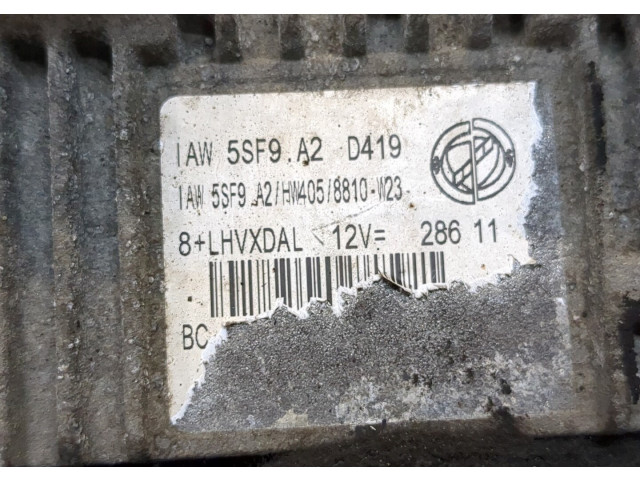 IAW 5SF9.A2 D419
IAW 5SF9.A2/HW405/8810-W23
8+LHVXDAL 12V= 286 11
BC